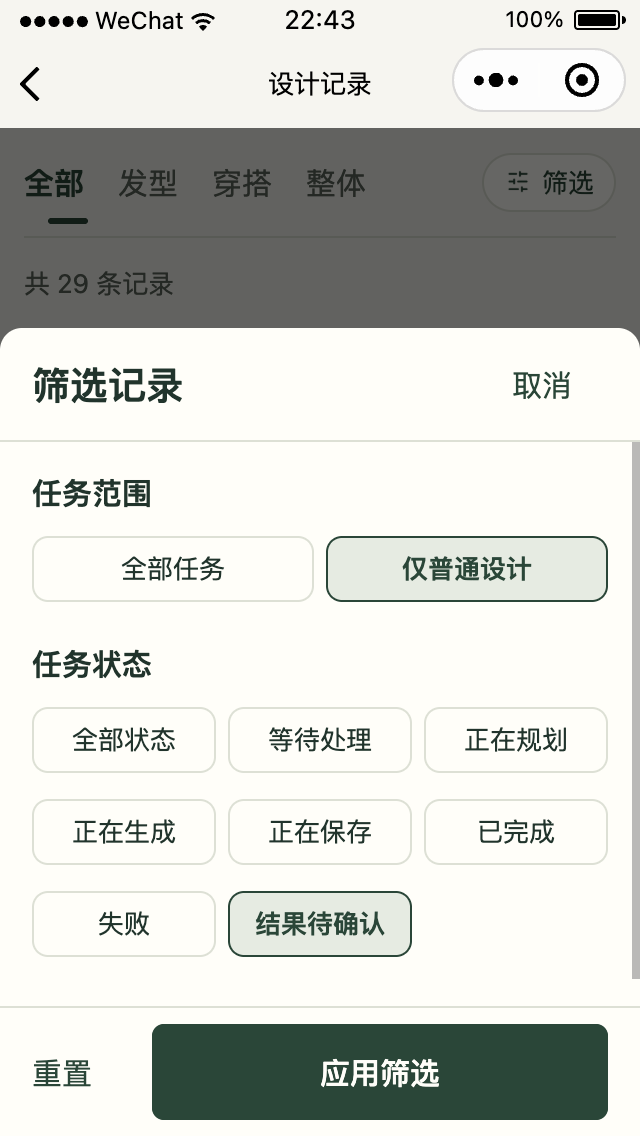 WeChat 22:43 100%
设计记录
全部 发型 穿搭 整体 筛选
共 29 条记录
筛选记录 取消
任务范围
全部任务 仅普通设计
任务状态
全部状态 等待处理 正在规划
正在生成 正在保存 已完成
失败 结果待确认
重置 应用筛选